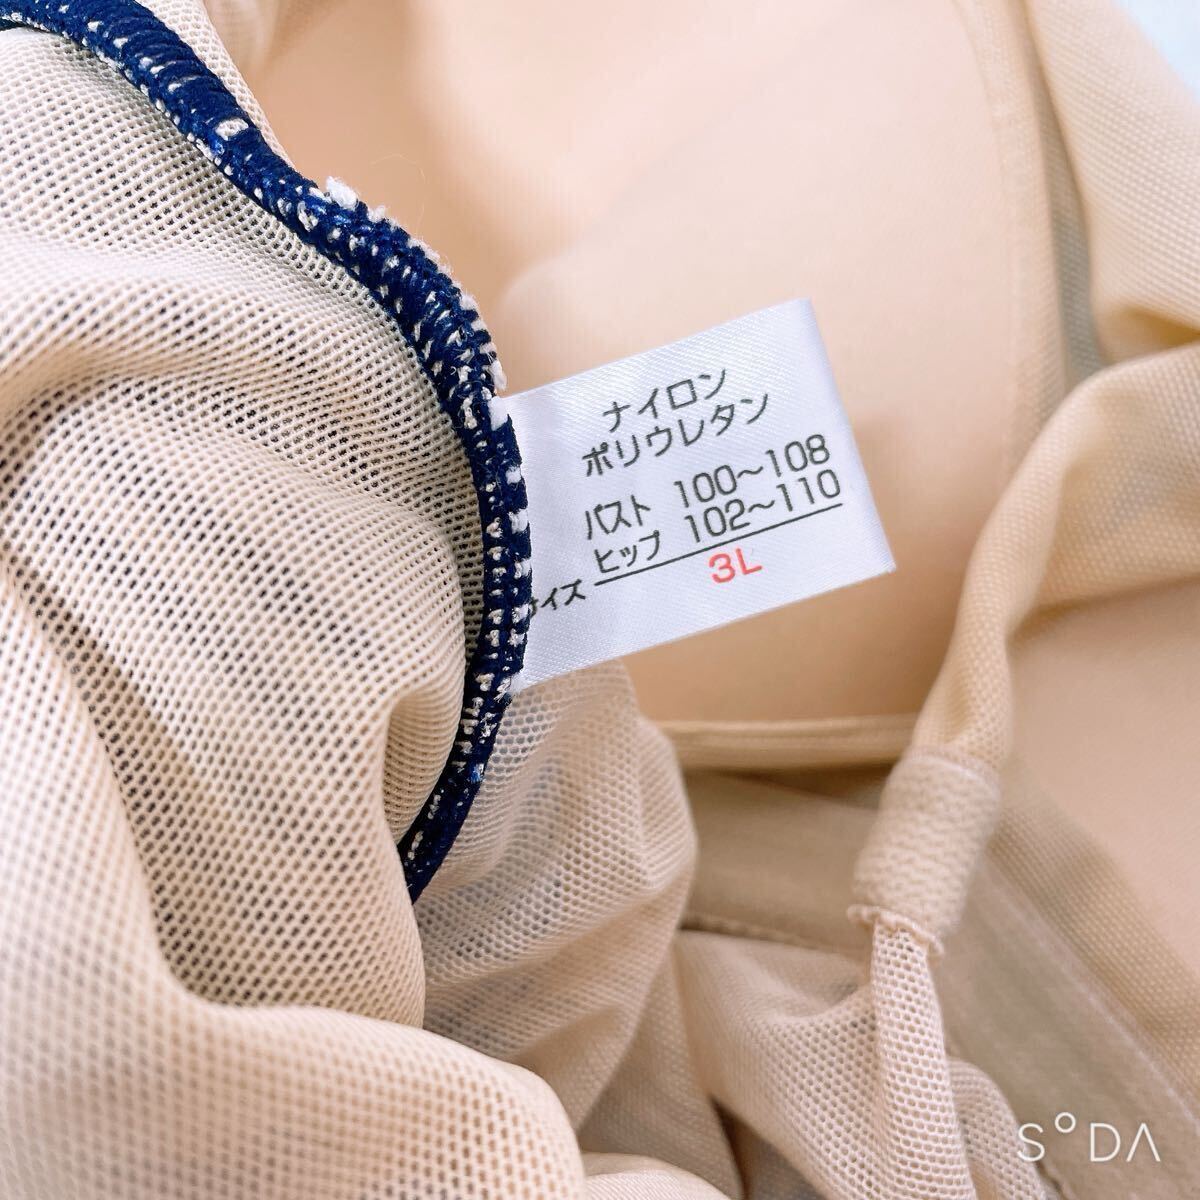 ナイロン
ポリウレタン
バスト 100～108
ヒップ 102～110
サイズ 3L
S°DA